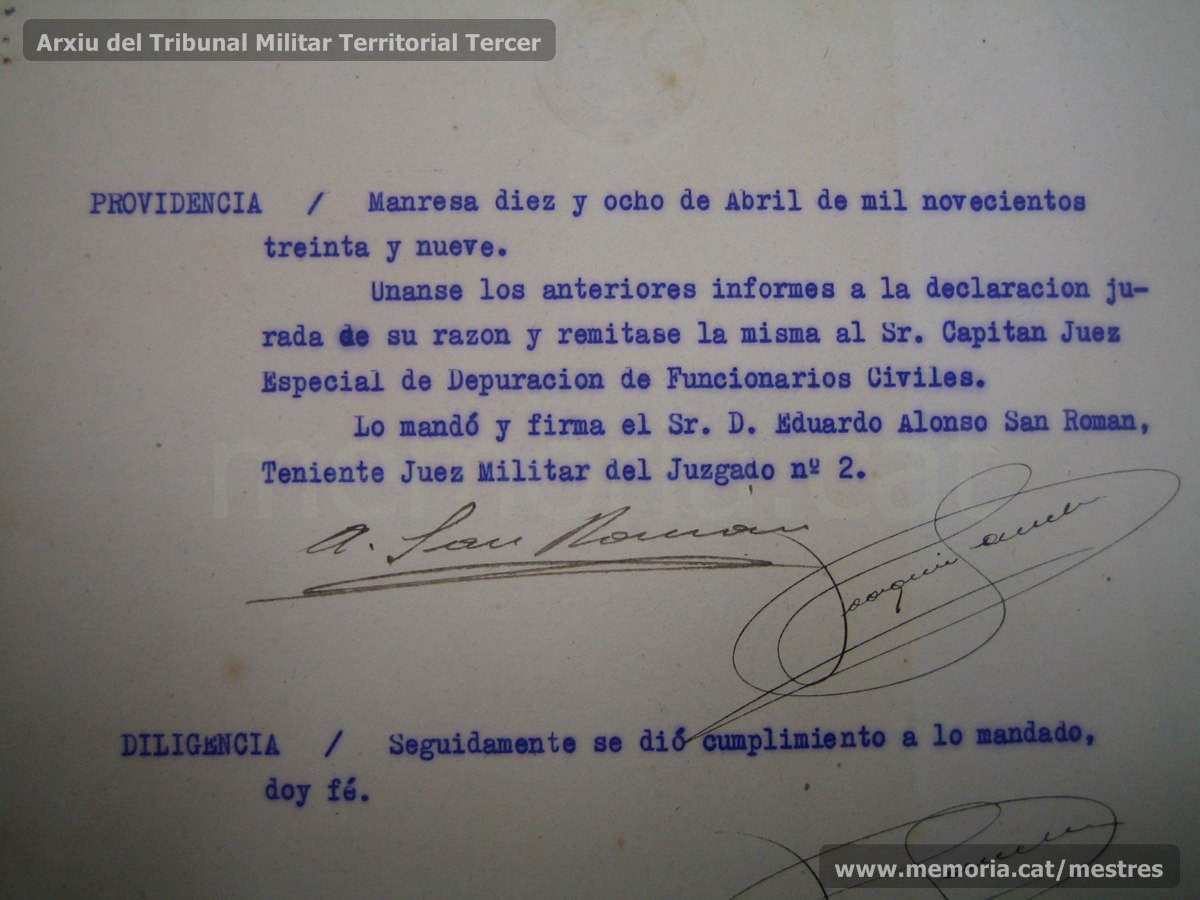 Arxiu del Tribunal Militar Territorial Tercer
PROVIDENCIA / Manresa diez y ocho de Abril de mil novecientos
treinta y nueve.
Unanse los anteriores informes a la declaracion ju-
rada de su razon y remitase la misma al Sr. Capitan Juez
Especial de Depuracion de Funcionarios Civiles.
Lo mandó y firma el Sr. D. Eduardo Alonso San Roman,
Teniente Juez Militar del Juzgado nº 2.
memoria.cat
A. San Roman
Joaquin
DILIGENCIA / Seguidamente se dió cumplimiento a lo mandado,
doy fé.
www.memoria.cat/mestres